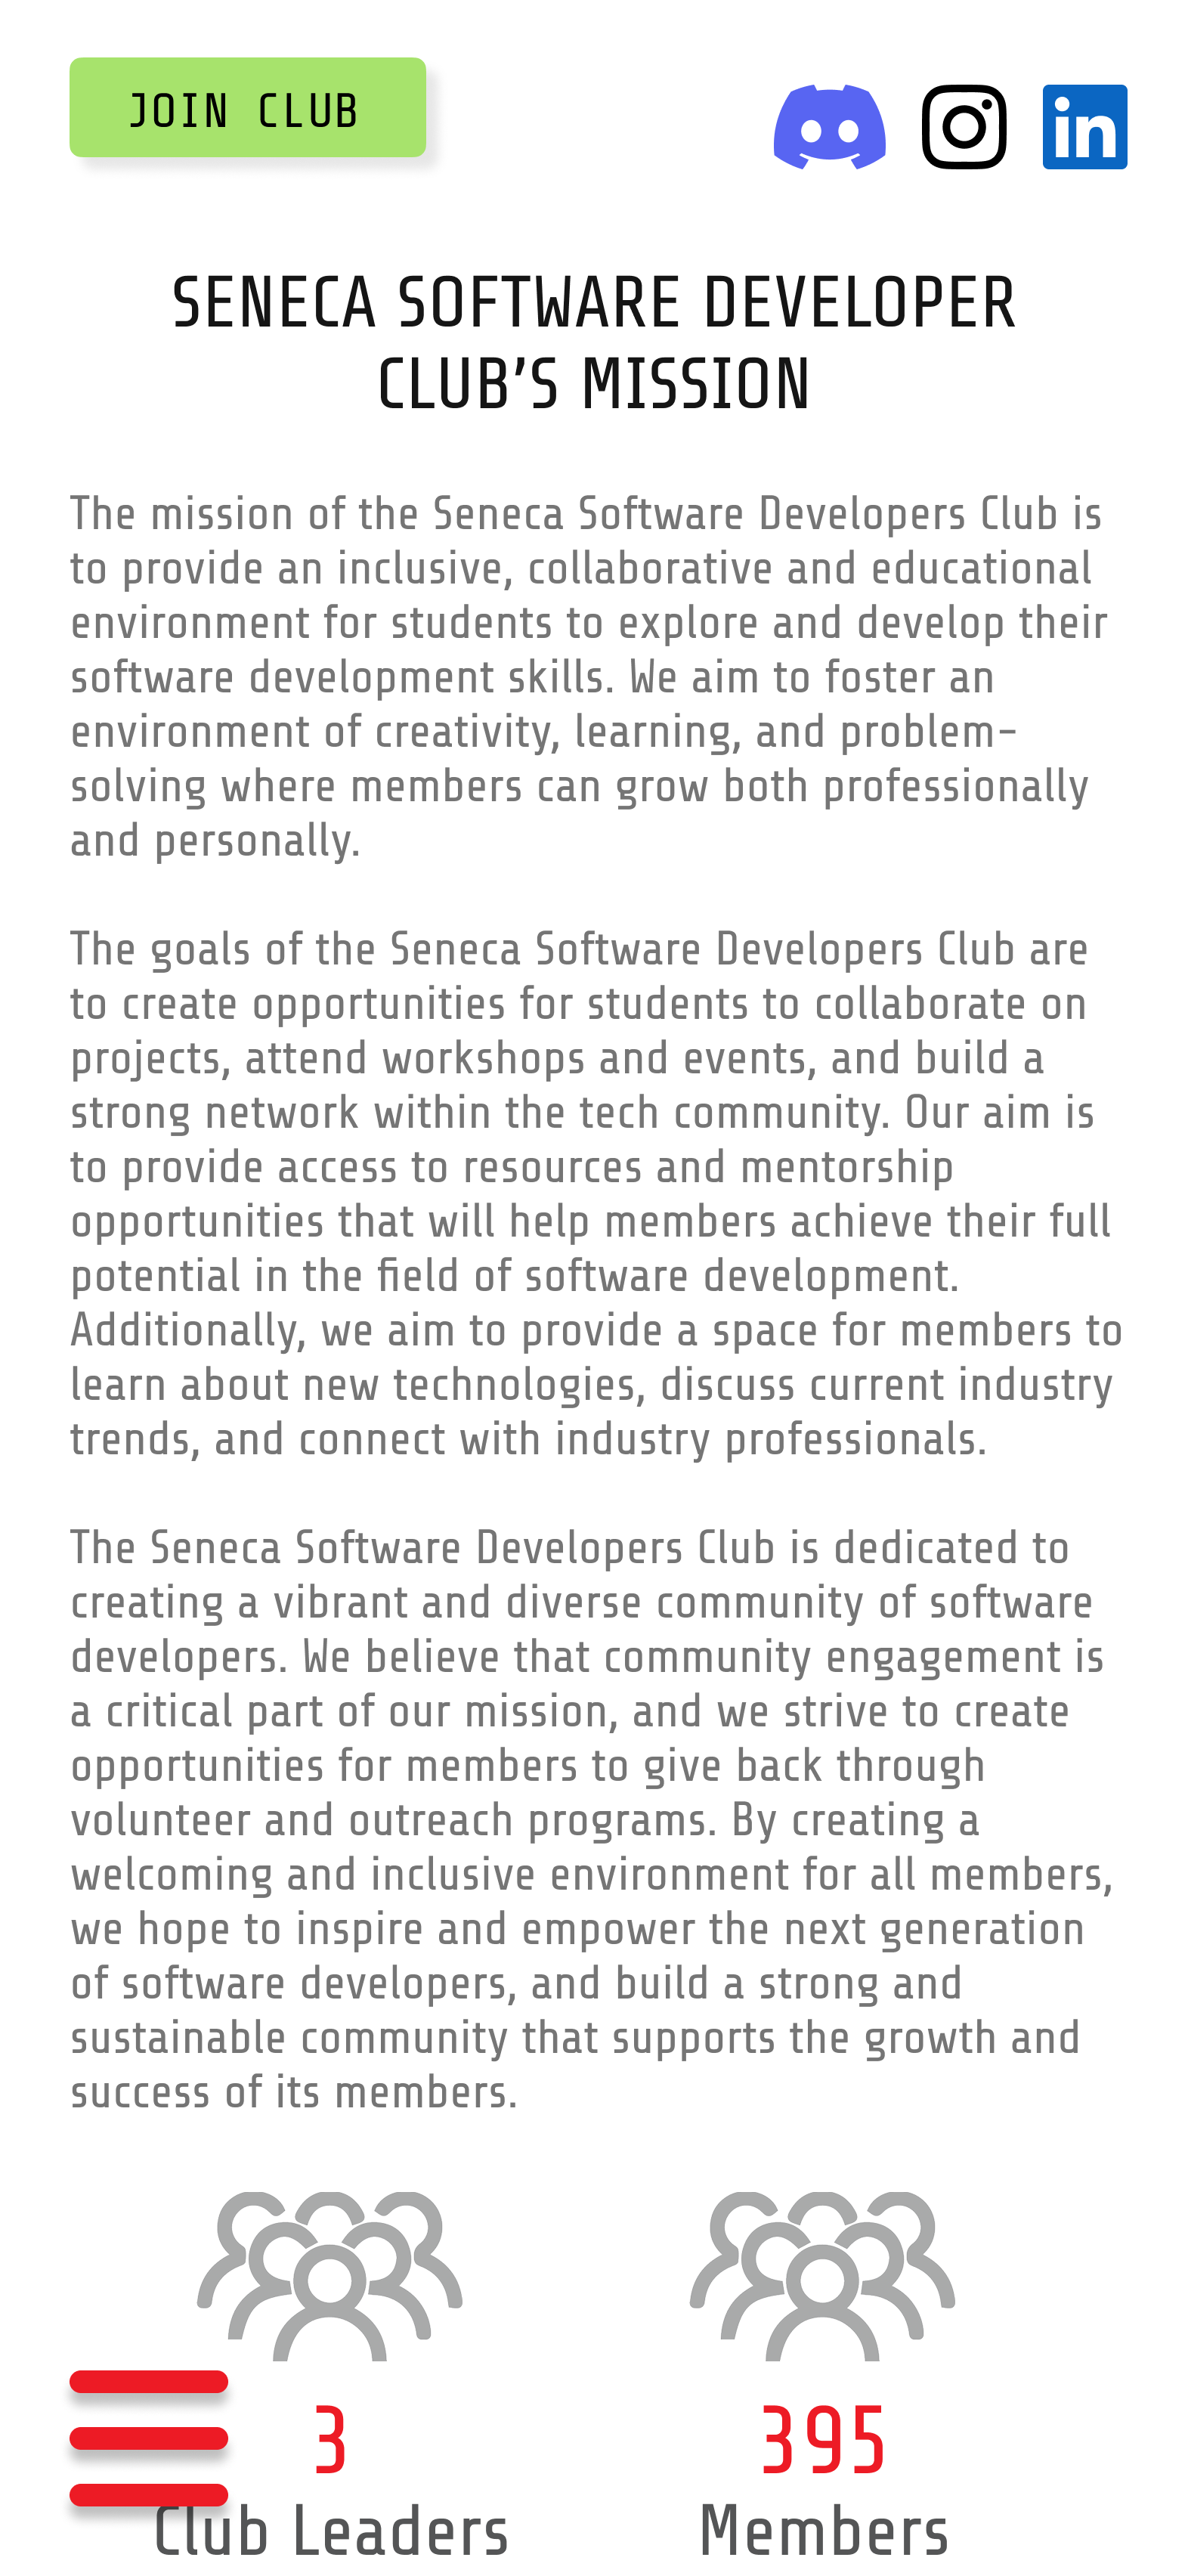 JOIN CLUB
in
SENECA SOFTWARE DEVELOPER
CLUB’S MISSION
The mission of the Seneca Software Developers Club is
to provide an inclusive, collaborative and educational
environment for students to explore and develop their
software development skills. We aim to foster an
environment of creativity, learning, and problem-
solving where members can grow both professionally
and personally.
The goals of the Seneca Software Developers Club are
to create opportunities for students to collaborate on
projects, attend workshops and events, and build a
strong network within the tech community. Our aim is
to provide access to resources and mentorship
opportunities that will help members achieve their full
potential in the field of software development.
Additionally, we aim to provide a space for members to
learn about new technologies, discuss current industry
trends, and connect with industry professionals.
The Seneca Software Developers Club is dedicated to
creating a vibrant and diverse community of software
developers. We believe that community engagement is
a critical part of our mission, and we strive to create
opportunities for members to give back through
volunteer and outreach programs. By creating a
welcoming and inclusive environment for all members,
we hope to inspire and empower the next generation
of software developers, and build a strong and
sustainable community that supports the growth and
success of its members.
3
Club Leaders
395
Members